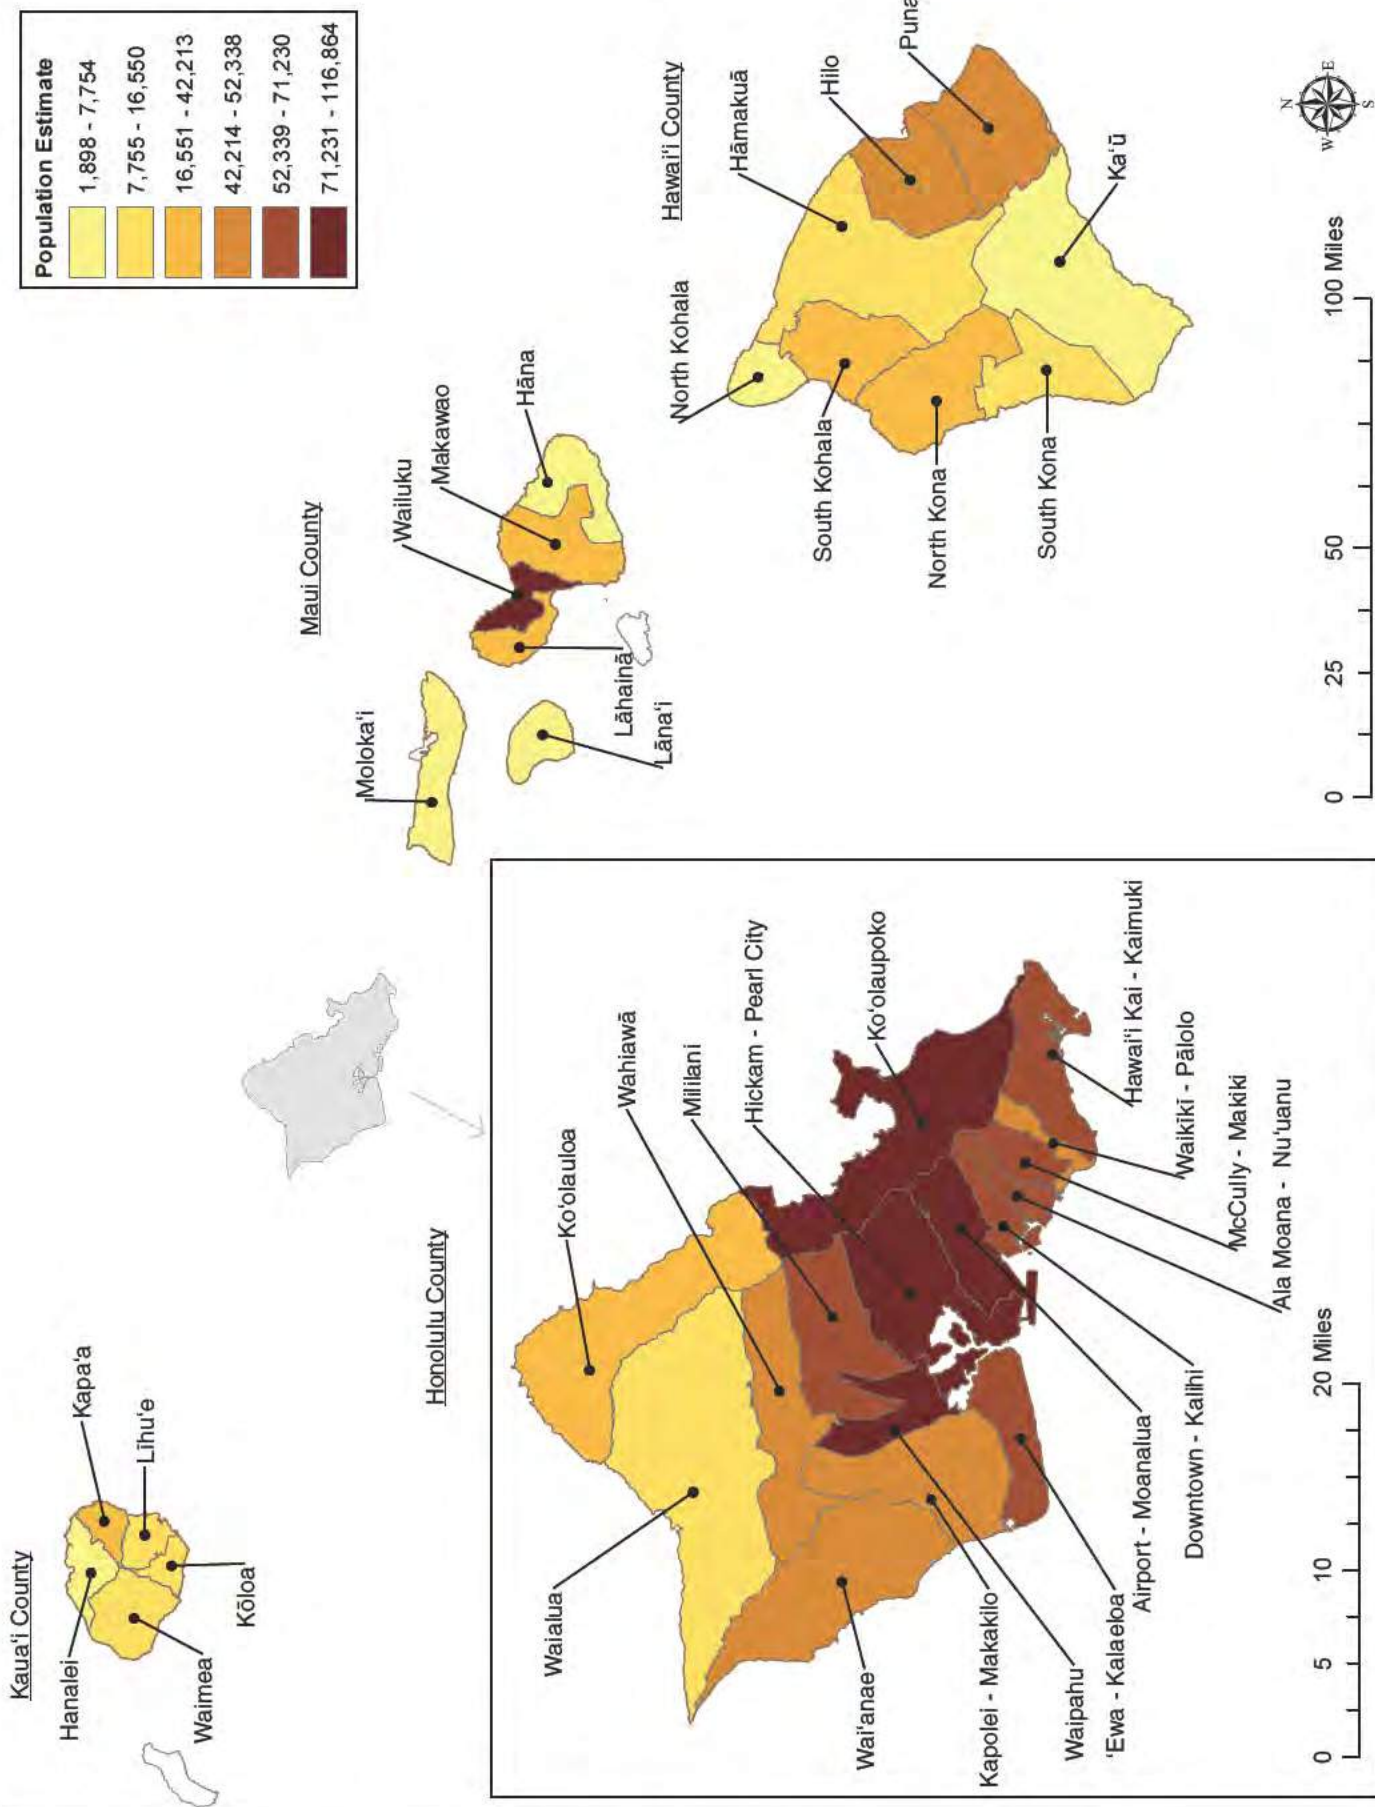 Population Estimate
1,898 - 7,754
7,755 - 16,550
16,551 - 42,213
42,214 - 52,338
52,339 - 71,230
71,231 - 116,864
Kaua‘i County
Hanalei
Kapa‘a
Līhu‘e
Waimea
Kōloa
Honolulu County
Ko‘olauloa
Wahiawā
Mililani
Hickam - Pearl City
Ko‘olaupoko
Waialua
Wai‘anae
Kapolei - Makakilo
Waipahu
‘Ewa - Kalaeloa
Airport - Moanalua
Downtown - Kalihi
Ala Moana - Nu‘uanu
McCully - Makiki
Waikiki - Pālolo
Hawai‘i Kai - Kaimuki
0 5 10 20 Miles
Maui County
Moloka‘i
Wailuku
Makawao
Hāna
Lāhainā
Lāna‘i
Hawai‘i County
North Kohala
Hāmakuā
Hilo
Puna
South Kohala
North Kona
South Kona
Ka‘ū
0 25 50 100 Miles
N
W E
S